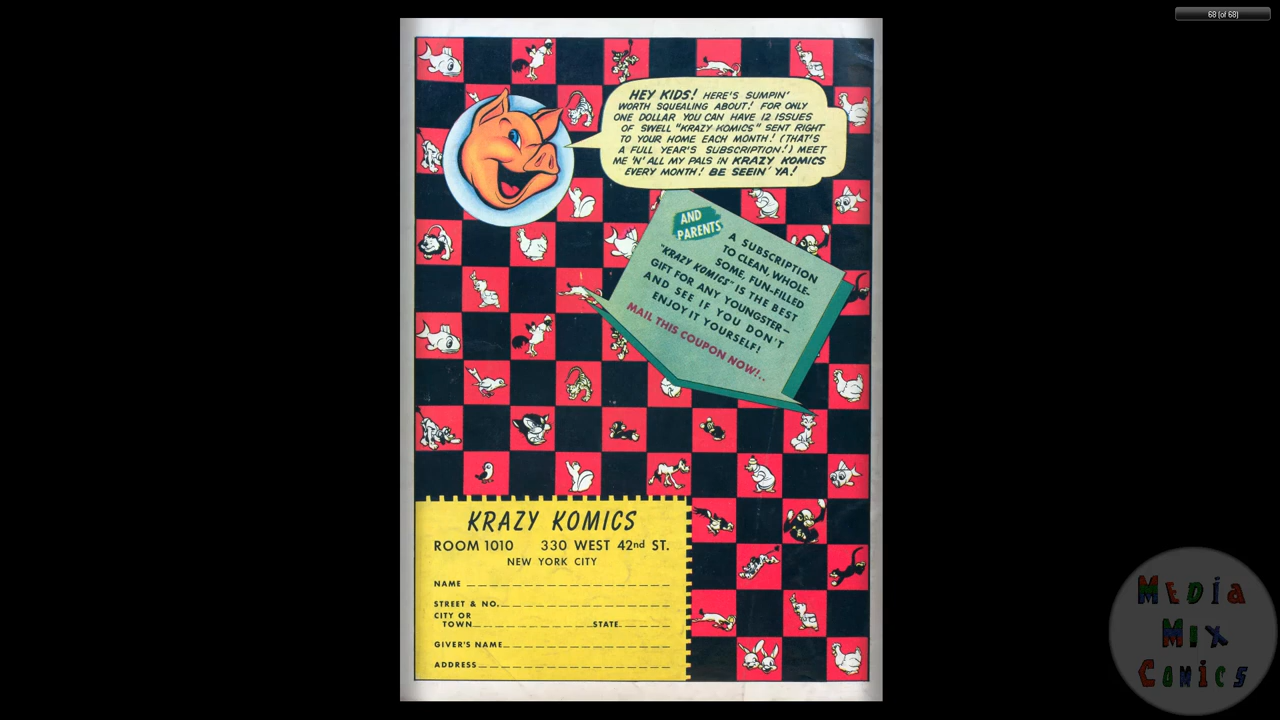 68 (of 68)
HEY KIDS! HERE'S SUMPIN'
WORTH SQUEALING ABOUT! FOR ONLY
ONE DOLLAR YOU CAN HAVE 12 ISSUES
OF SWELL "KRAZY KOMICS" SENT RIGHT
TO YOUR HOME EACH MONTH! (THAT'S
A FULL YEAR'S SUBSCRIPTION!) MEET
ME 'N' ALL MY PALS IN KRAZY KOMICS
EVERY MONTH! BE SEEIN' YA!
AND
PARENTS
A SUBSCRIPTION
TO CLEAN, WHOLE-
SOME, FUN-FILLED
"KRAZY KOMICS" IS THE BEST
GIFT FOR ANY YOUNGSTER—
AND SEE IF YOU DON'T
ENJOY IT YOURSELF!
MAIL THIS COUPON NOW!..
KRAZY KOMICS
ROOM 1010 330 WEST 42nd ST.
NEW YORK CITY
NAME
STREET & NO.
CITY OR
TOWN STATE
GIVER'S NAME
ADDRESS
MEDIA
MIX
COMICS